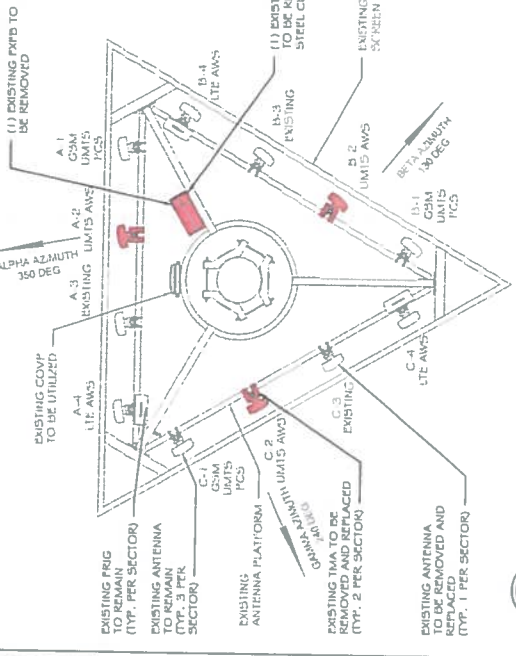 (1) EXISTING FXFB TO
BE REMOVED
(1) EXIST
TO BE
STEEL
EXISTING
SCREEN
ALPHA AZIMUTH
350 DEG
EXISTING COVP
TO BE UTILIZED
A-4
LTE AWS
A-3
EXISTING
A-2
UMTS AWS
A-1
GSM
UMTS
PCS
B-4
LTE AWS
B-3
EXISTING
B-2
UMTS AWS
B-1
GSM
UMTS
PCS
BETA AZIMUTH
130 DEG
C-1
GSM
UMTS
PCS
C-2
UMTS AWS
C-3
EXISTING
C-4
LTE AWS
GAMMA AZIMUTH
240 DEG
EXISTING FRIG
TO REMAIN
(TYP. PER SECTOR)
EXISTING ANTENNA
TO REMAIN
(TYP. 3 PER
SECTOR)
EXISTING
ANTENNA PLATFORM
EXISTING TMA TO BE
REMOVED AND REPLACED
(TYP. 2 PER SECTOR)
EXISTING ANTENNA
TO BE REMOVED AND
REPLACED
(TYP. 1 PER SECTOR)